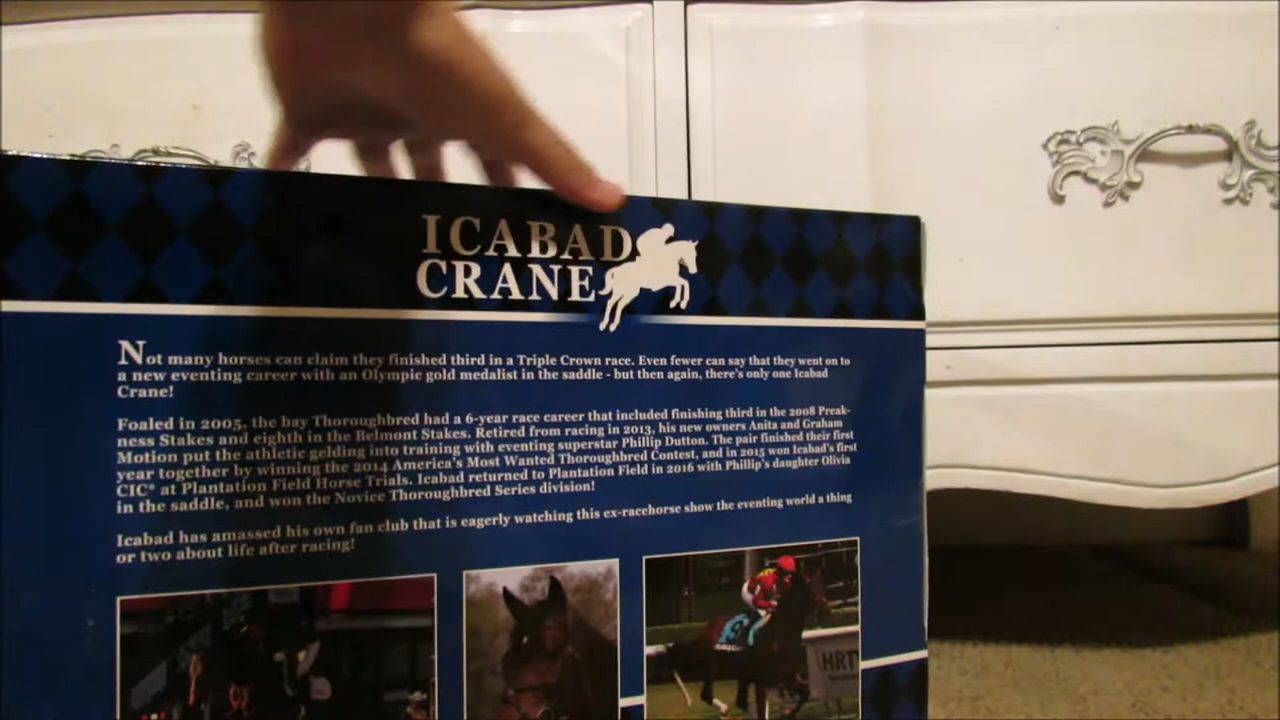 ICABAD
CRANE
Not many horses can claim they finished third in a Triple Crown race. Even fewer can say that they went on to
a new eventing career with an Olympic gold medalist in the saddle - but then again, there's only one Icabad
Crane!
Foaled in 2005, the bay Thoroughbred had a 6-year race career that included finishing third in the 2008 Preak-
ness Stakes and eighth in the Belmont Stakes. Retired from racing in 2013, his new owners Anita and Graham
Motion put the athletic gelding into training with eventing superstar Phillip Dutton. The pair finished their first
year together by winning the 2014 America's Most Wanted Thoroughbred Contest, and in 2015 won Icabad's first
CIC* at Plantation Field Horse Trials. Icabad returned to Plantation Field in 2016 with Phillip's daughter Olivia
in the saddle, and won the Novice Thoroughbred Series division!
Icabad has amassed his own fan club that is eagerly watching this ex-racehorse show the eventing world a thing
or two about life after racing!
9
HRT